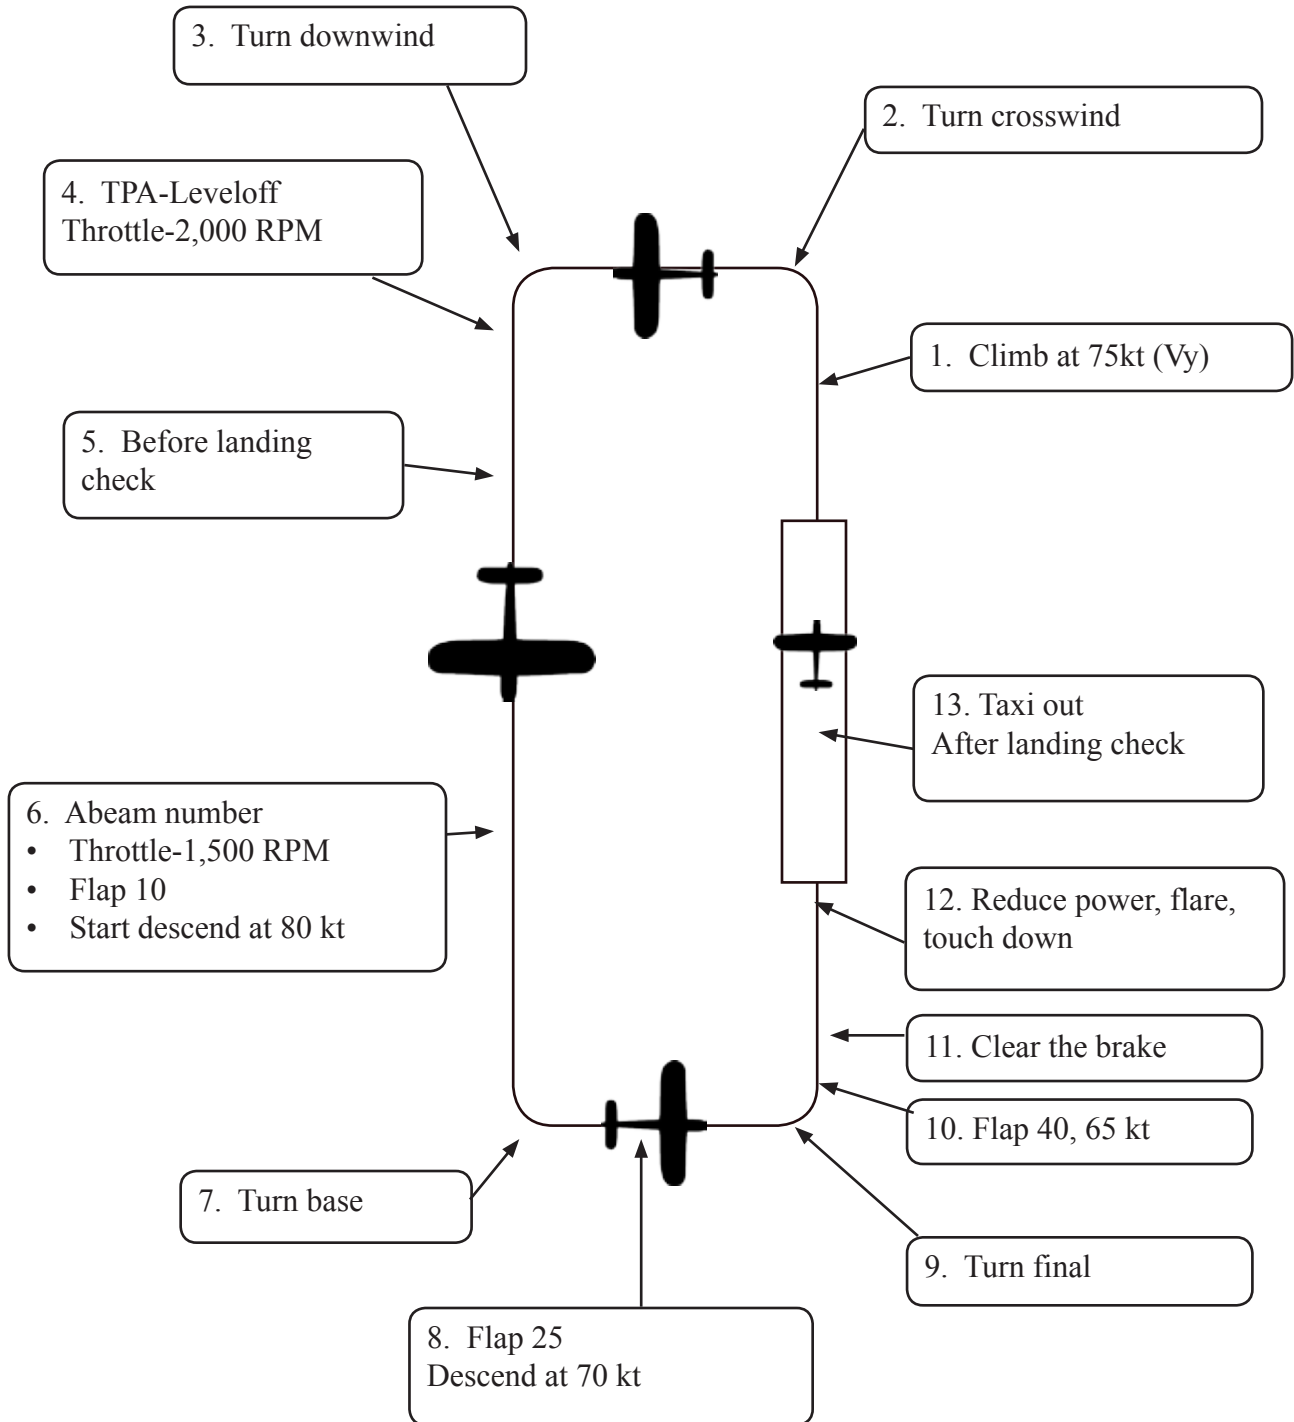 3. Turn downwind
2. Turn crosswind
4. TPA-Leveloff
Throttle-2,000 RPM
1. Climb at 75kt (Vy)
5. Before landing
check
13. Taxi out
After landing check
6. Abeam number
• Throttle-1,500 RPM
• Flap 10
• Start descend at 80 kt
12. Reduce power, flare,
touch down
11. Clear the brake
10. Flap 40, 65 kt
7. Turn base
9. Turn final
8. Flap 25
Descend at 70 kt